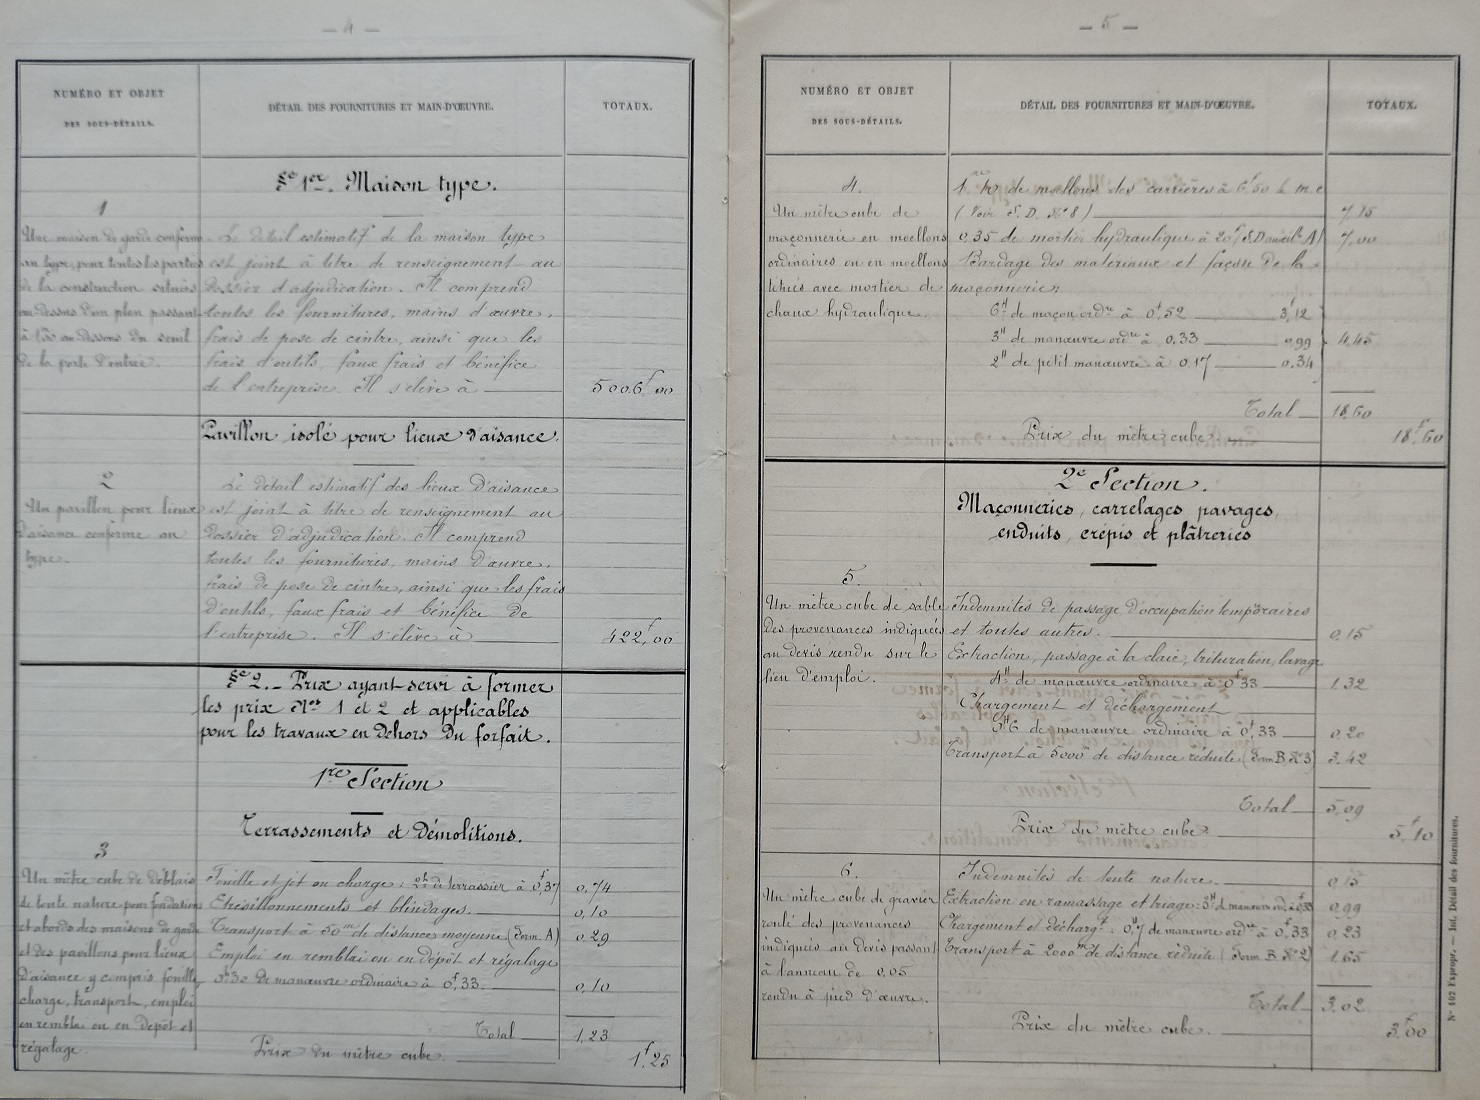 — 4 —
NUMÉRO ET OBJET
DES SOUS-DÉTAILS.
DÉTAIL DES FOURNITURES ET MAIN-D'ŒUVRE.
TOTAUX.
§e 1er. Maison type.
1
Une maison de garde conforme
au type, pour toutes les parties
de la construction situées
au dessus d'un plan passant
à au dessous du seuil
de la porte d'entrée.
Le détail estimatif de la maison type
est joint à titre de renseignement au
dossier d'adjudication. Il comprend
toutes les fournitures, mains d'œuvre,
frais de pose de cintre, ainsi que les
frais d'outils, faux frais et bénéfice
de l'entreprise. Il s'élève à 5006f,00
Pavillon isolé pour lieux d'aisance.
2
Un pavillon pour lieux
d'aisance conforme au
type.
Le détail estimatif des lieux d'aisance
est joint à titre de renseignement au
dossier d'adjudication. Il comprend
toutes les fournitures, mains d'œuvre,
frais de pose de cintre, ainsi que les frais
d'outils, faux frais et bénéfice de
l'entreprise. Il s'élève à 422f,00
§e 2. — Prix ayant servi à former
les prix Nos 1 et 2 et applicables
pour les travaux en dehors du forfait.
1re Section
Terrassements et démolitions.
3
Un mètre cube de déblais
de toute nature pour fondations
et abords des maisons de garde
et des pavillons pour lieux
d'aisance y compris fouille,
charge, transport, emploi
en remblai ou en dépôt et
régalage.
Fouille et jet ou charge : 2h de terrassier à 0f,37 0,74
Etrésillonnements et blindages. 0,10
Transport à 50m de distance moyenne (Form. A) 0,29
Emploi en remblai ou en dépôt et régalage
0h30 de manœuvre ordinaire à 0f,33. 0,10
Total 1,23
Prix du mètre cube. 1f,25
— 5 —
NUMÉRO ET OBJET
DES SOUS-DÉTAILS.
DÉTAIL DES FOURNITURES ET MAIN-D'ŒUVRE.
TOTAUX.
4.
Un mètre cube de
maçonnerie en moellons
ordinaires ou en moellons
têtués avec mortier de
chaux hydraulique.
de moellons des carrières à 6f60 le m.c
(Voir S.D. No 8) 7,15
0,35 de mortier hydraulique à 20f (S.D A) 7,00
Bardage des matériaux et façon de la
maçonnerie:
6h de maçon ordre à 0f,52 3f,12
3h de manœuvre ordre à 0,33 0,99 4,45
2h de petit manœuvre à 0,17 0,34
Total 18,60
Prix du mètre cube. 18f,60
2e Section.
Maçonneries, carrelages, pavages,
enduits, crépis et plâtreries
5.
Un mètre cube de sable
des provenances indiquées
au devis rendu sur le
lieu d'emploi.
Indemnités de passage d'occupation temporaires
et toutes autres. 0,15
Extraction, passage à la claie, trituration, lavage
4h de manœuvre ordinaire à 0f33 1,32
Chargement et déchargement
0h6 de manœuvre ordinaire à 0f,33 0,20
Transport à 5000m de distance réduite (Form B, No 3) 3,42
Total 5,09
Prix du mètre cube 5f,10
6.
Un mètre cube de gravier
roulé des provenances
indiqués au devis passant
à l'anneau de 0,05
rendu à pied d'œuvre.
Indemnités de toute nature. 0,15
Extraction en ramassage et triage : 3h de manœuvre ord. à 0f33 0,99
Chargement et décharg.t : 0h7 de manœuvre ordre à 0f33 0,23
Transport à 2000m de distance réduite (Form B. No 2) 1,65
Total 3,02
Prix du mètre cube. 3f,00
No 402 Expropr. — Int. Détail des fournitures.